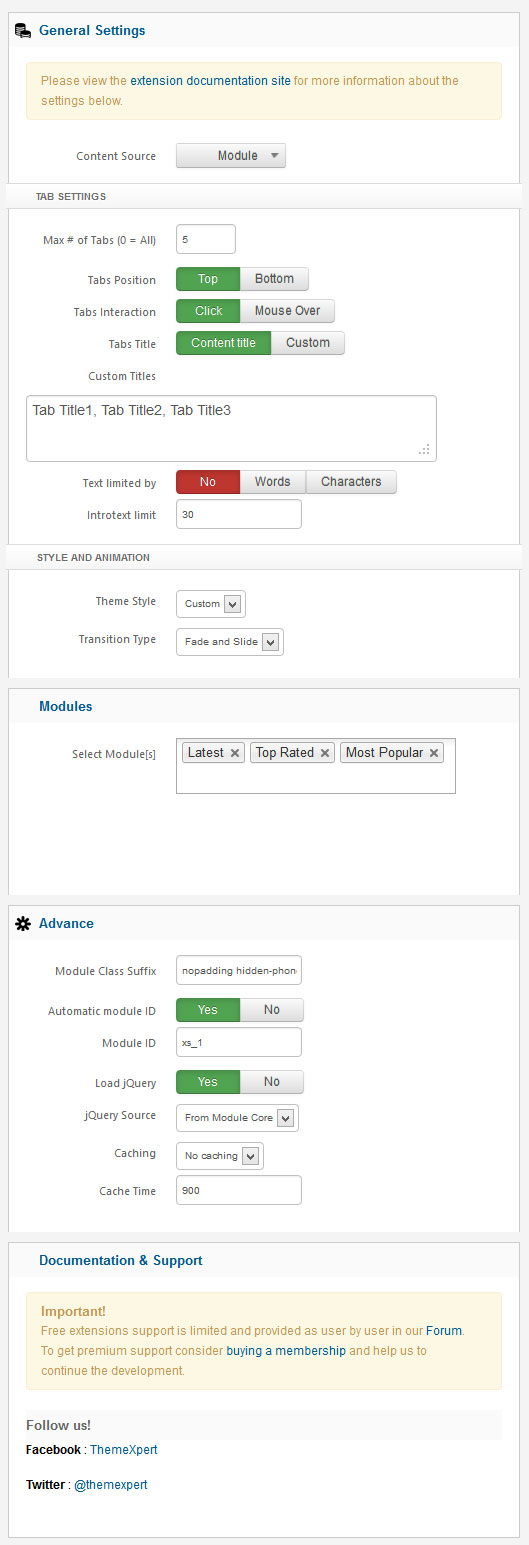 General Settings
Please view the extension documentation site for more information about the
settings below.
Content Source Module
TAB SETTINGS
Max # of Tabs (0 = All) 5
Tabs Position Top Bottom
Tabs Interaction Click Mouse Over
Tabs Title Content title Custom
Custom Titles
Tab Title1, Tab Title2, Tab Title3
Text limited by No Words Characters
Introtext limit 30
STYLE AND ANIMATION
Theme Style Custom
Transition Type Fade and Slide
Modules
Select Module[s] Latest Top Rated Most Popular
Advance
Module Class Suffix nopadding hidden-phon
Automatic module ID Yes No
Module ID xs_1
Load jQuery Yes No
jQuery Source From Module Core
Caching No caching
Cache Time 900
Documentation & Support
Important!
Free extensions support is limited and provided as user by user in our Forum.
To get premium support consider buying a membership and help us to
continue the development.
Follow us!
Facebook : ThemeXpert
Twitter : @themexpert